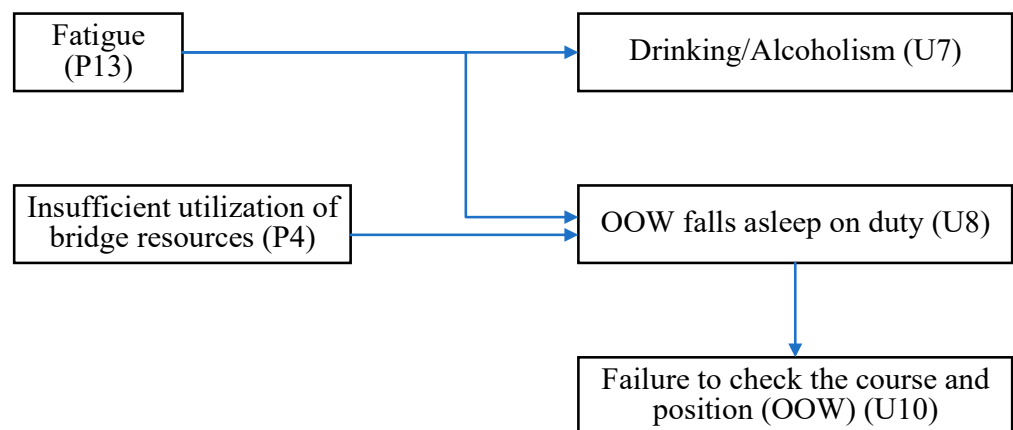 Fatigue
(P13)
Drinking/Alcoholism (U7)
Insufficient utilization of
bridge resources (P4)
OOW falls asleep on duty (U8)
Failure to check the course and
position (OOW) (U10)